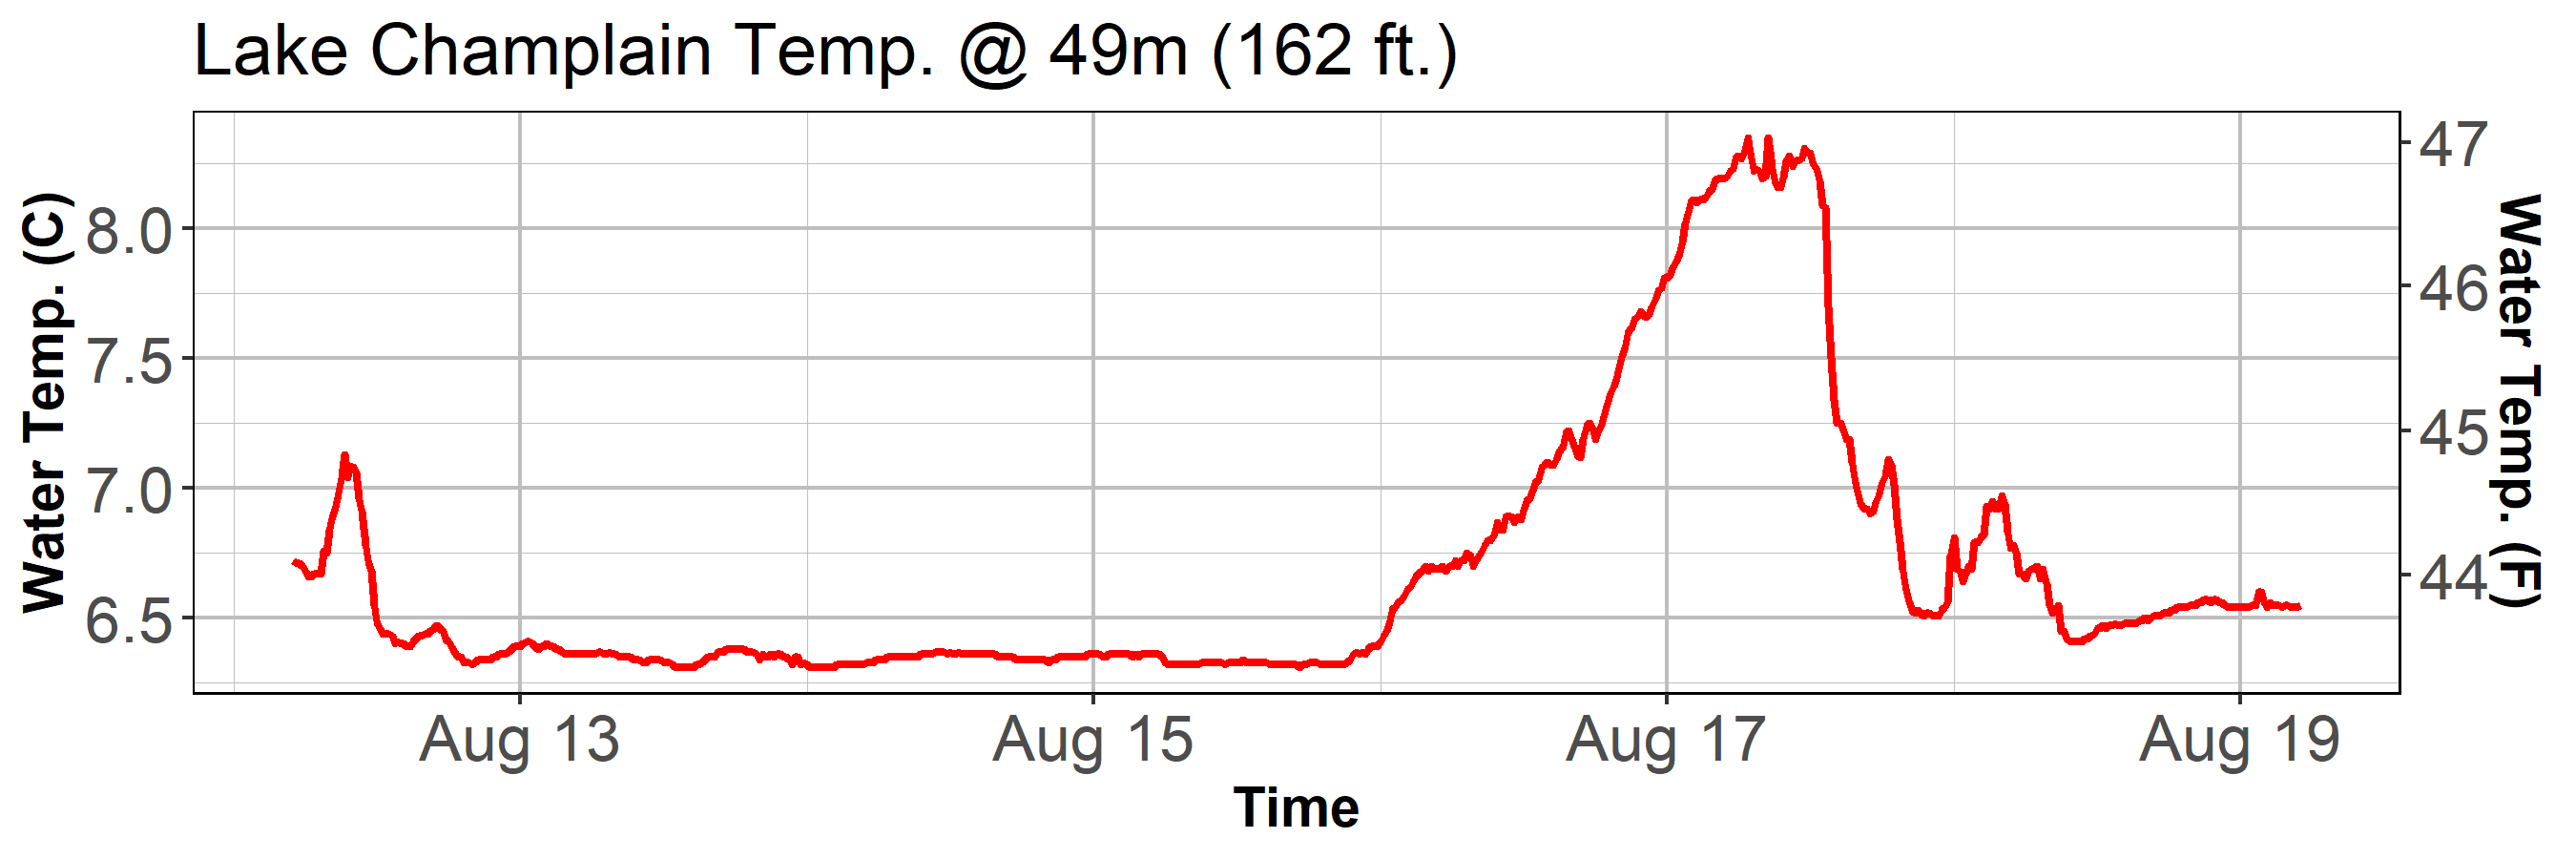 Lake Champlain Temp. @ 49m (162 ft.)
Water Temp. (C)
8.0
7.5
7.0
6.5
47
46
45
44
Water Temp. (F)
Aug 13
Aug 15
Aug 17
Aug 19
Time